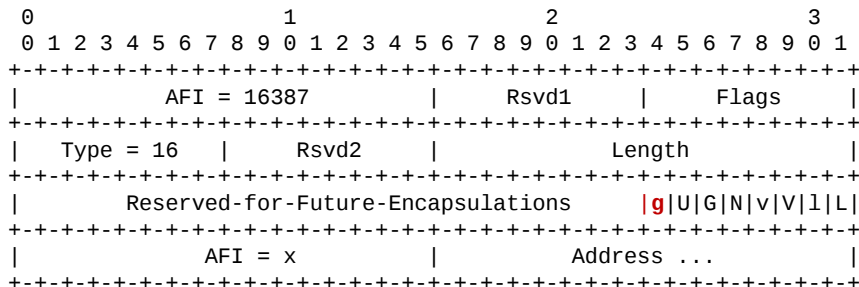 0                   1                   2                   3
 0 1 2 3 4 5 6 7 8 9 0 1 2 3 4 5 6 7 8 9 0 1 2 3 4 5 6 7 8 9 0 1
+-+-+-+-+-+-+-+-+-+-+-+-+-+-+-+-+-+-+-+-+-+-+-+-+-+-+-+-+-+-+-+-+
|           AFI = 16387         |     Rsvd1     |     Flags     |
+-+-+-+-+-+-+-+-+-+-+-+-+-+-+-+-+-+-+-+-+-+-+-+-+-+-+-+-+-+-+-+-+
|   Type = 16   |     Rsvd2     |             Length            |
+-+-+-+-+-+-+-+-+-+-+-+-+-+-+-+-+-+-+-+-+-+-+-+-+-+-+-+-+-+-+-+-+
|        Reserved-for-Future-Encapsulations     |g|U|G|N|v|V|l|L|
+-+-+-+-+-+-+-+-+-+-+-+-+-+-+-+-+-+-+-+-+-+-+-+-+-+-+-+-+-+-+-+-+
|              AFI = x          |          Address ...          |
+-+-+-+-+-+-+-+-+-+-+-+-+-+-+-+-+-+-+-+-+-+-+-+-+-+-+-+-+-+-+-+-+